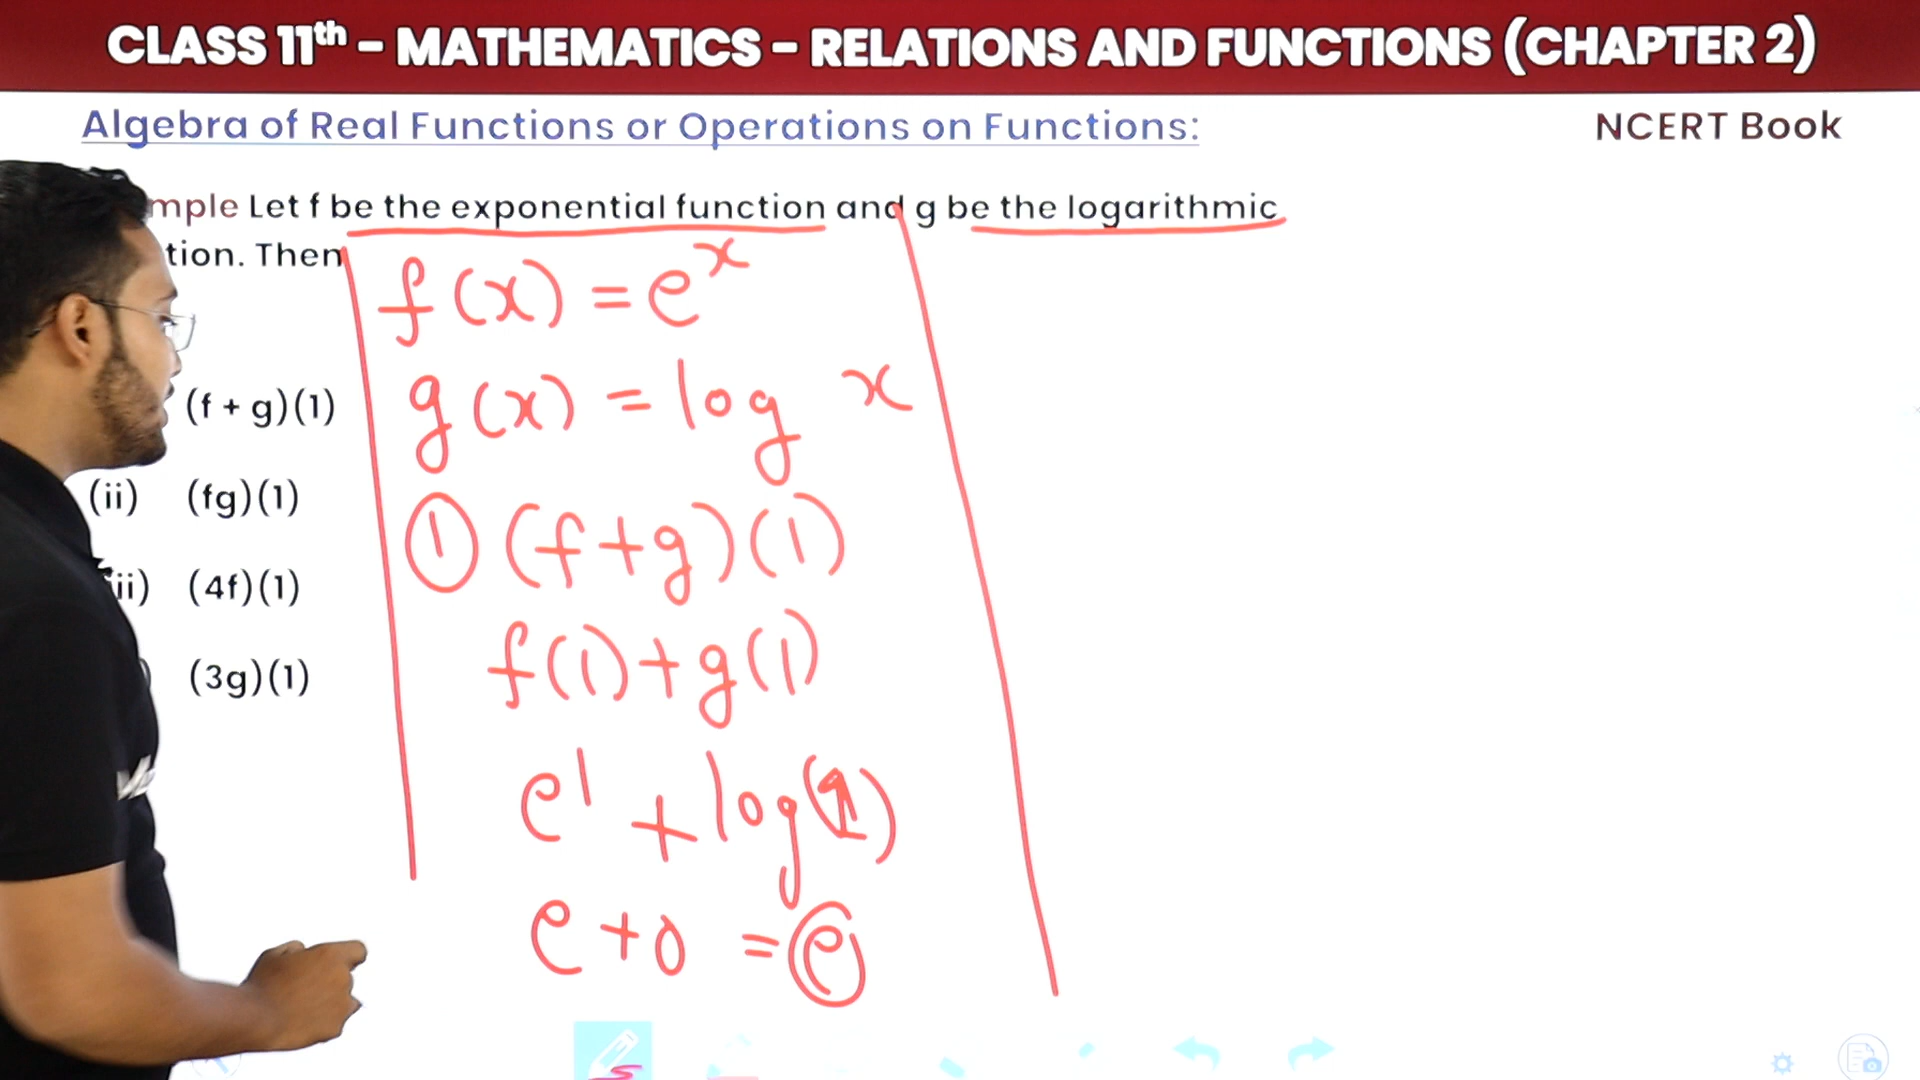 CLASS 11th – MATHEMATICS – RELATIONS AND FUNCTIONS (CHAPTER 2)
Algebra of Real Functions or Operations on Functions:
NCERT Book
mple Let f be the exponential function and g be the logarithmic
tion. Then
f(x) = e^x
g(x) = log x
(f + g)(1)
(ii) (fg)(1)
ii) (4f)(1)
) (3g)(1)
① (f+g)(1)
f(1)+g(1)
e^1 + log(1)
e + 0 = e